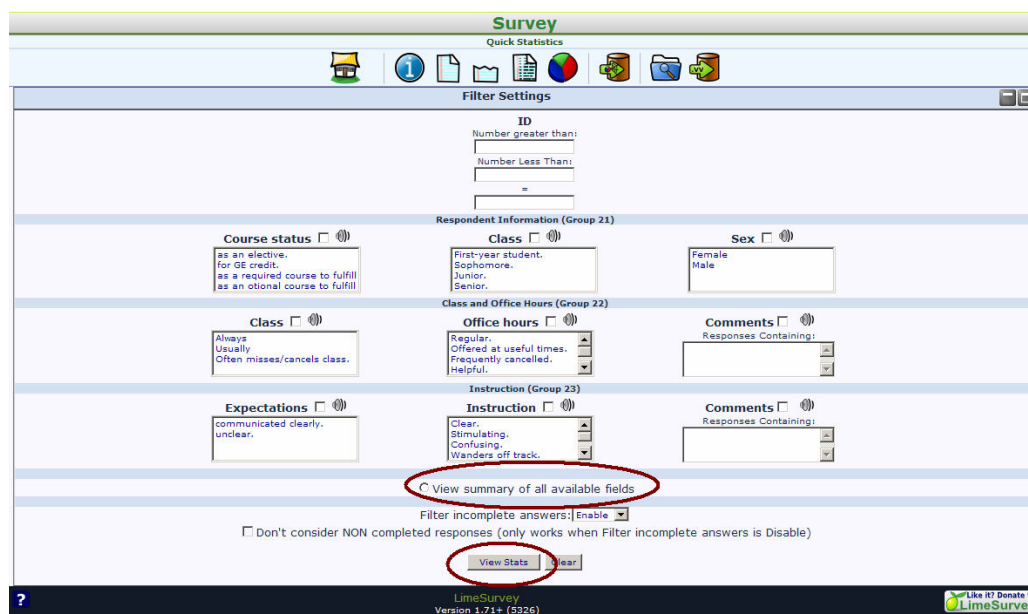 Survey
Quick Statistics
Filter Settings
ID
Number greater than:
Number Less Than:
=
Respondent Information (Group 21)
Course status
as an elective.
for GE credit.
as a required course to fulfill
as an otional course to fulfill
Class
First-year student.
Sophomore.
Junior.
Senior.
Sex
Female
Male
Class and Office Hours (Group 22)
Class
Always
Usually
Often misses/cancels class.
Office hours
Regular.
Offered at useful times.
Frequently cancelled.
Helpful.
Comments
Responses Containing:
Instruction (Group 23)
Expectations
communicated clearly.
unclear.
Instruction
Clear.
Stimulating.
Confusing.
Wanders off track.
Comments
Responses Containing:
View summary of all available fields
Filter incomplete answers: Enable
Don't consider NON completed responses (only works when Filter incomplete answers is Disable)
View Stats Clear
?
LimeSurvey
Version 1.71+ (5326)
Like it? Donate
LimeSurve